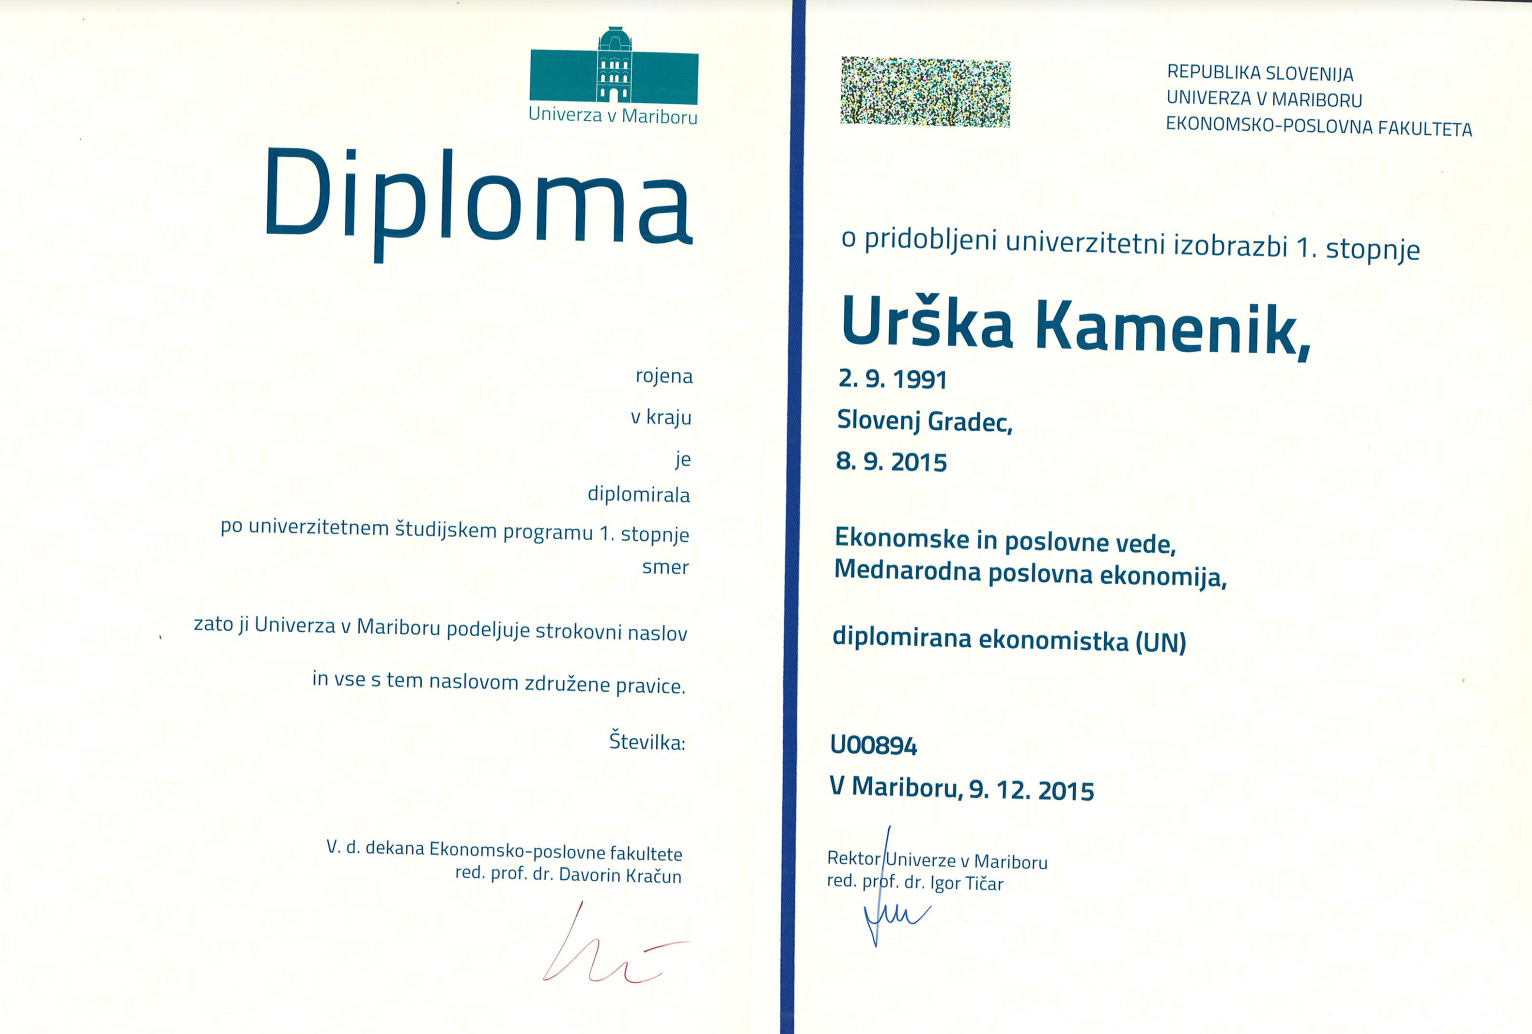 Univerza v Mariboru
Diploma
REPUBLIKA SLOVENIJA
UNIVERZA V MARIBORU
EKONOMSKO-POSLOVNA FAKULTETA
o pridobljeni univerzitetni izobrazbi 1. stopnje
Urška Kamenik,
rojena 2. 9. 1991
v kraju Slovenj Gradec,
je 8. 9. 2015
diplomirala
po univerzitetnem študijskem programu 1. stopnje Ekonomske in poslovne vede,
smer Mednarodna poslovna ekonomija,
zato ji Univerza v Mariboru podeljuje strokovni naslov diplomirana ekonomistka (UN)
in vse s tem naslovom združene pravice.
Številka: U00894
V Mariboru, 9. 12. 2015
V. d. dekana Ekonomsko-poslovne fakultete
red. prof. dr. Davorin Kračun
Rektor Univerze v Mariboru
red. prof. dr. Igor Tičar